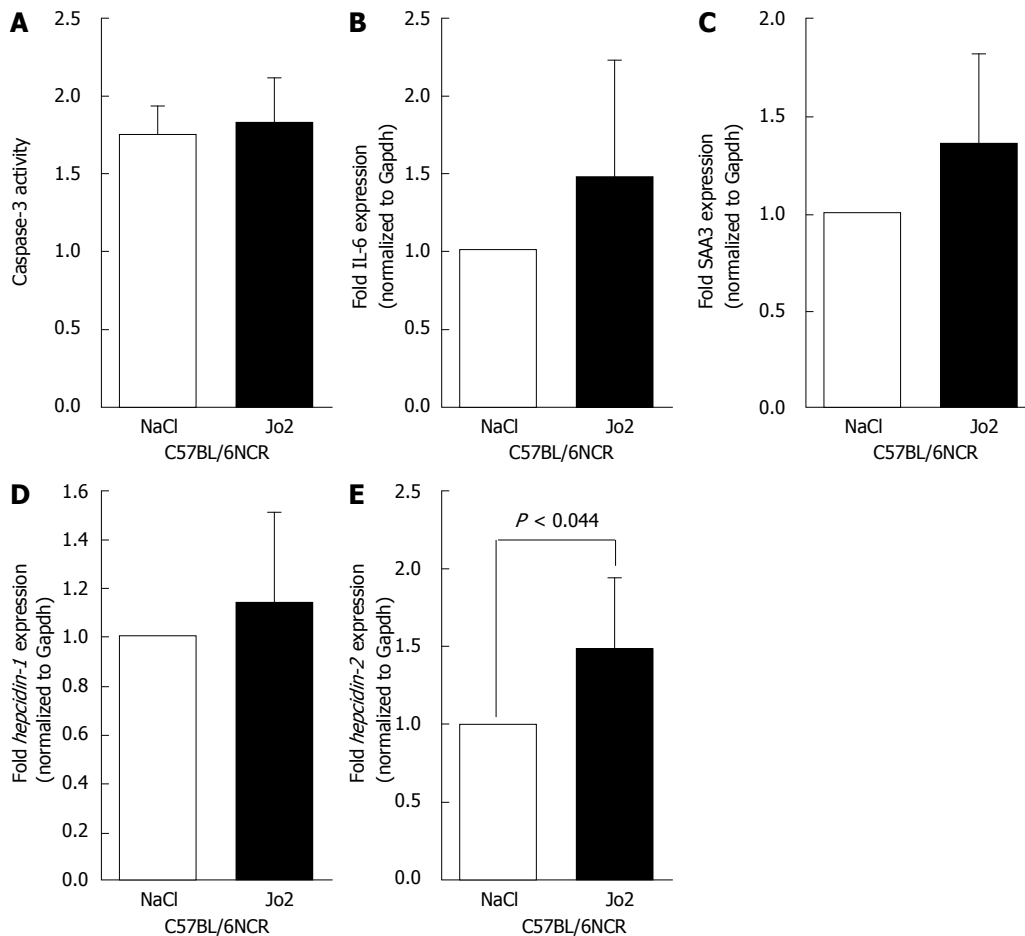 A
Caspase-3 activity
2.5
2.0
1.5
1.0
0.5
0.0
NaCl Jo2
C57BL/6NCR
B
Fold IL-6 expression
(normalized to Gapdh)
2.5
2.0
1.5
1.0
0.5
0.0
NaCl Jo2
C57BL/6NCR
C
Fold SAA3 expression
(normalized to Gapdh)
2.0
1.5
1.0
0.5
0.0
NaCl Jo2
C57BL/6NCR
D
Fold hepcidin-1 expression
(normalized to Gapdh)
1.6
1.4
1.2
1.0
0.8
0.6
0.4
0.2
0.0
NaCl Jo2
C57BL/6NCR
E
Fold hepcidin-2 expression
(normalized to Gapdh)
2.5
2.0
1.5
1.0
0.5
0.0
P < 0.044
NaCl Jo2
C57BL/6NCR